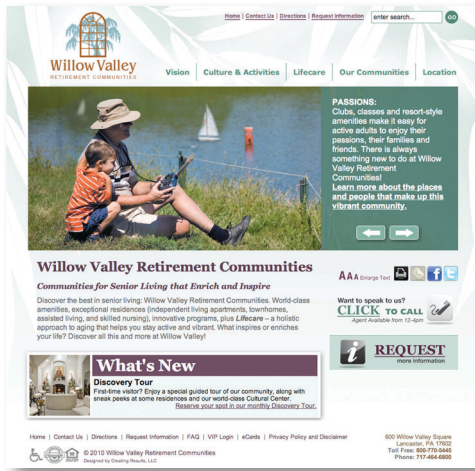 Home | Contact Us | Directions | Request Information
enter search...
GO
Willow Valley
RETIREMENT COMMUNITIES
Vision | Culture & Activities | Lifecare | Our Communities | Location
PASSIONS:
Clubs, classes and resort-style
amenities make it easy for
active adults to enjoy their
passions, their families and
friends. There is always
something new to do at Willow
Valley Retirement
Communities!
Learn more about the places
and people that make up this
vibrant community.
Willow Valley Retirement Communities
Communities for Senior Living that Enrich and Inspire
Discover the best in senior living: Willow Valley Retirement Communities. World-class
amenities, exceptional residences (independent living apartments, townhomes,
assisted living, and skilled nursing), innovative programs, plus Lifecare – a holistic
approach to aging that helps you stay active and vibrant. What inspires or enriches
your life? Discover all this and more at Willow Valley!
A A A Enlarge Text
f t
Want to speak to us?
CLICK TO CALL
Agent Available from 12-4pm
i REQUEST
more information
What's New
Discovery Tour
First-time visitor? Enjoy a special guided tour of our community, along with
sneak peeks at some residences and our world-class Cultural Center.
Reserve your spot in our monthly Discovery Tour.
Home | Contact Us | Directions | Request Information | FAQ | VIP Login | eCards | Privacy Policy and Disclaimer
© 2010 Willow Valley Retirement Communities
Designed by Creating Results, LLC
600 Willow Valley Square
Lancaster, PA 17602
Toll Free: 800-770-5445
Phone: 717-464-6800